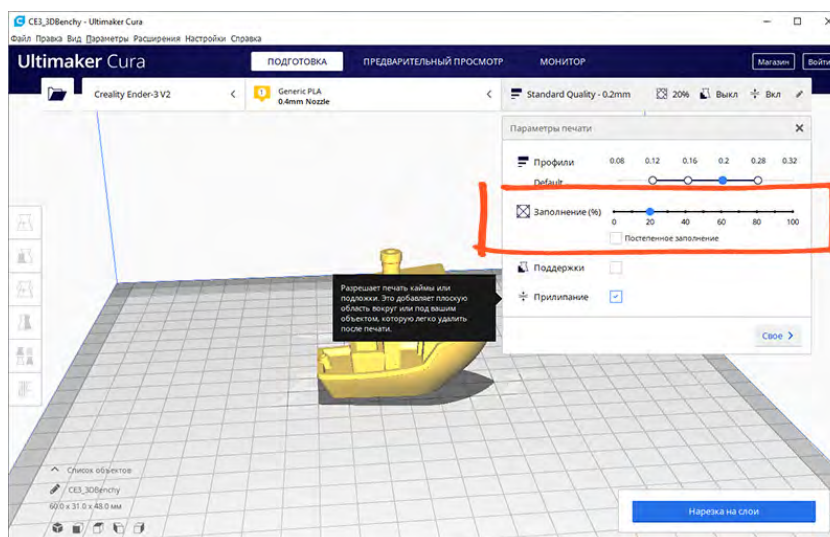 CE3_3DBenchy - Ultimaker Cura
Файл Правка Вид Параметры Расширения Настройки Справка
Ultimaker Cura
ПОДГОТОВКА
ПРЕДВАРИТЕЛЬНЫЙ ПРОСМОТР
МОНИТОР
Магазин
Войти
Creality Ender-3 V2
1
Generic PLA
0.4mm Nozzle
Standard Quality - 0.2mm
20%
Выкл
Вкл
Параметры печати
Профили
0.08 0.12 0.16 0.2 0.28 0.32
Default
Заполнение (%)
0 20 40 60 80 100
Постепенное заполнение
Поддержки
Разрешает печать каймы или
подложки. Это добавляет плоскую
область вокруг или под вашим
объектом, которую легко удалить
после печати.
Прилипание
Свое
Список объектов
CE3_3DBenchy
60.0 x 31.0 x 48.0 мм
Нарезка на слои